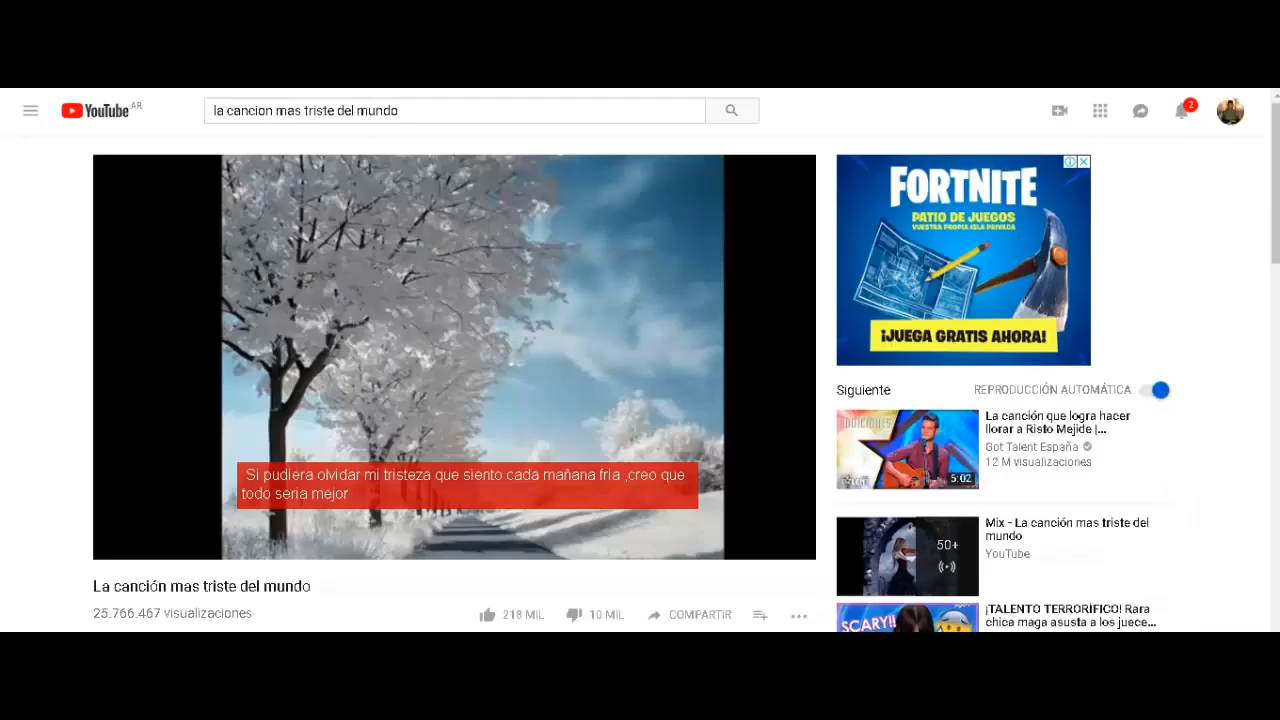 YouTube AR
la cancion mas triste del mundo
2
FORTNITE
PATIO DE JUEGOS
VUESTRA PROPIA ISLA PRIVADA
¡JUEGA GRATIS AHORA!
Si pudiera olvidar mi tristeza que siento cada mañana fria ,creo que
todo seria mejor
La canción mas triste del mundo
25.766.467 visualizaciones
218 MIL
10 MIL
COMPARTIR
Siguiente
REPRODUCCIÓN AUTOMÁTICA
5:02
La canción que logra hacer
llorar a Risto Mejide |...
Got Talent España
12 M visualizaciones
50+
Mix - La canción mas triste del
mundo
YouTube
SCARY!!
¡TALENTO TERRORÍFICO! Rara
chica maga asusta a los juece...